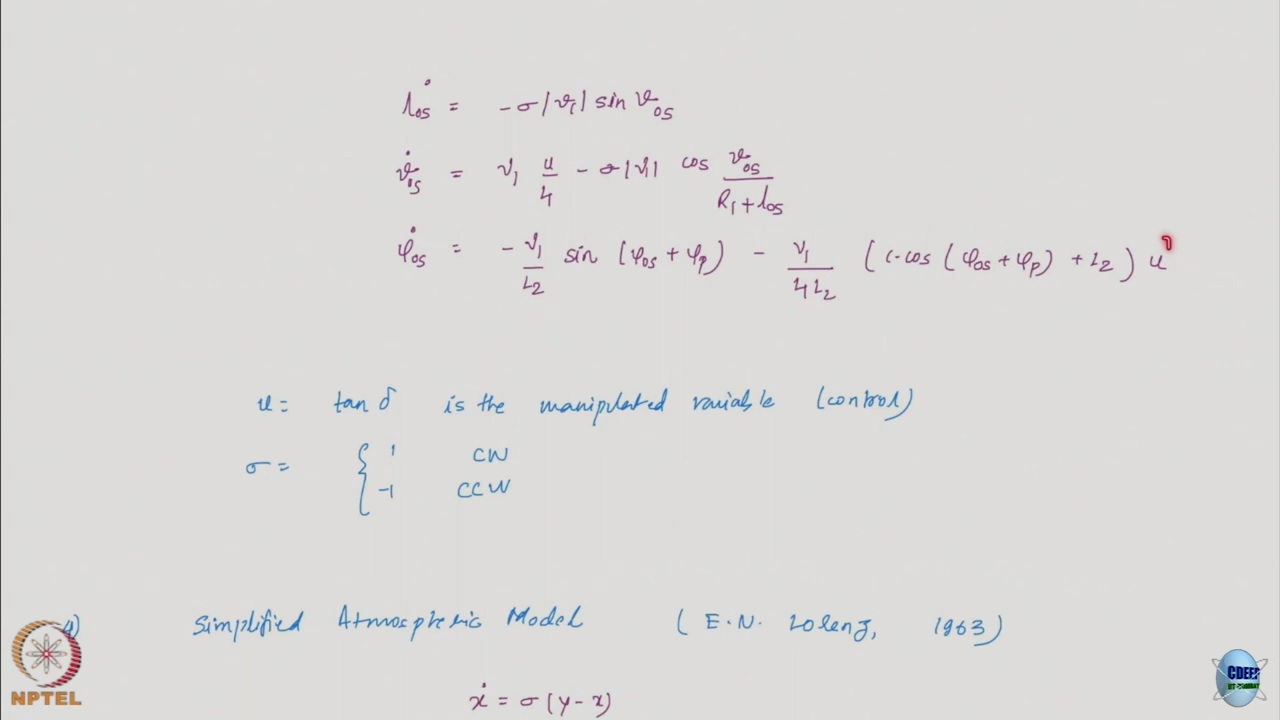 l̇os = - σ|v₁| sin ϑos
ϑ̇os = v₁ u/L₁ - σ|v₁| cos ϑos/(R₁ + los)
φ̇os = - v₁/L₂ sin (φos + φp) - v₁/(L₁L₂) (c·cos (φos + φp) + L₂) u
u = tan δ is the manipulated variable (control)
σ = { 1 CW
-1 CCW
4) Simplified Atmospheric Model (E.N. Lorenz, 1963)
ẋ = σ(y-x)
NPTEL
CDEEP